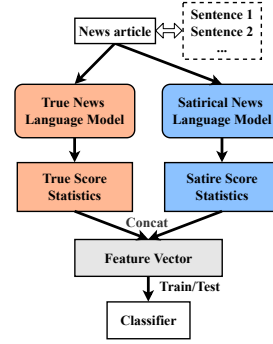 News article
Sentence 1
Sentence 2
...
True News
Language Model
Satirical News
Language Model
True Score
Statistics
Satire Score
Statistics
Concat
Feature Vector
Train/Test
Classifier